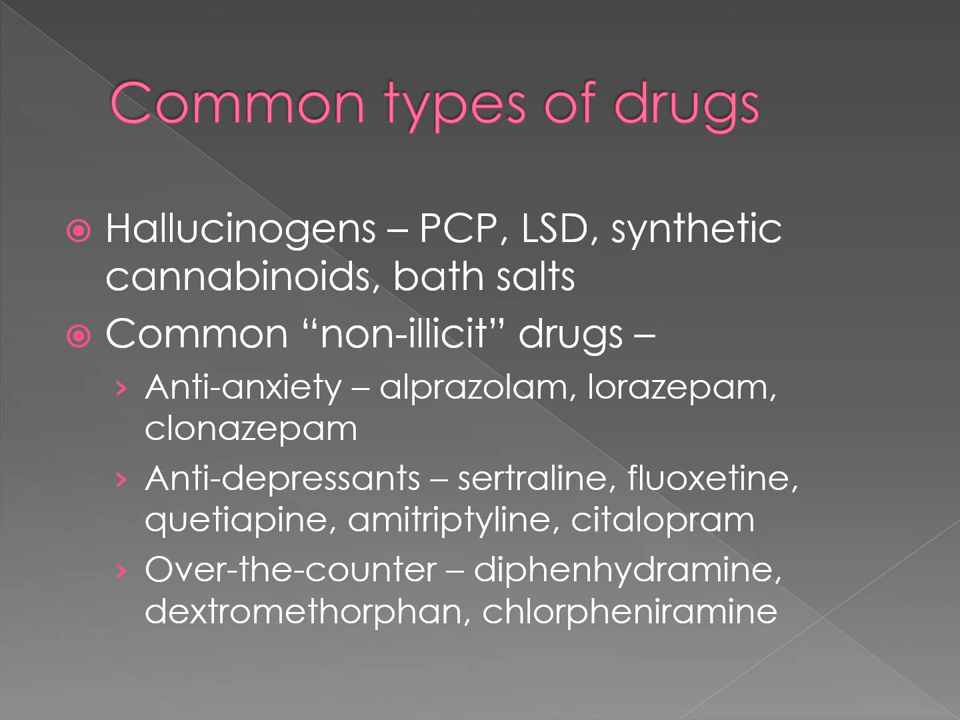 Common types of drugs
Hallucinogens – PCP, LSD, synthetic
cannabinoids, bath salts
Common “non-illicit” drugs –
Anti-anxiety – alprazolam, lorazepam,
clonazepam
Anti-depressants – sertraline, fluoxetine,
quetiapine, amitriptyline, citalopram
Over-the-counter – diphenhydramine,
dextromethorphan, chlorpheniramine